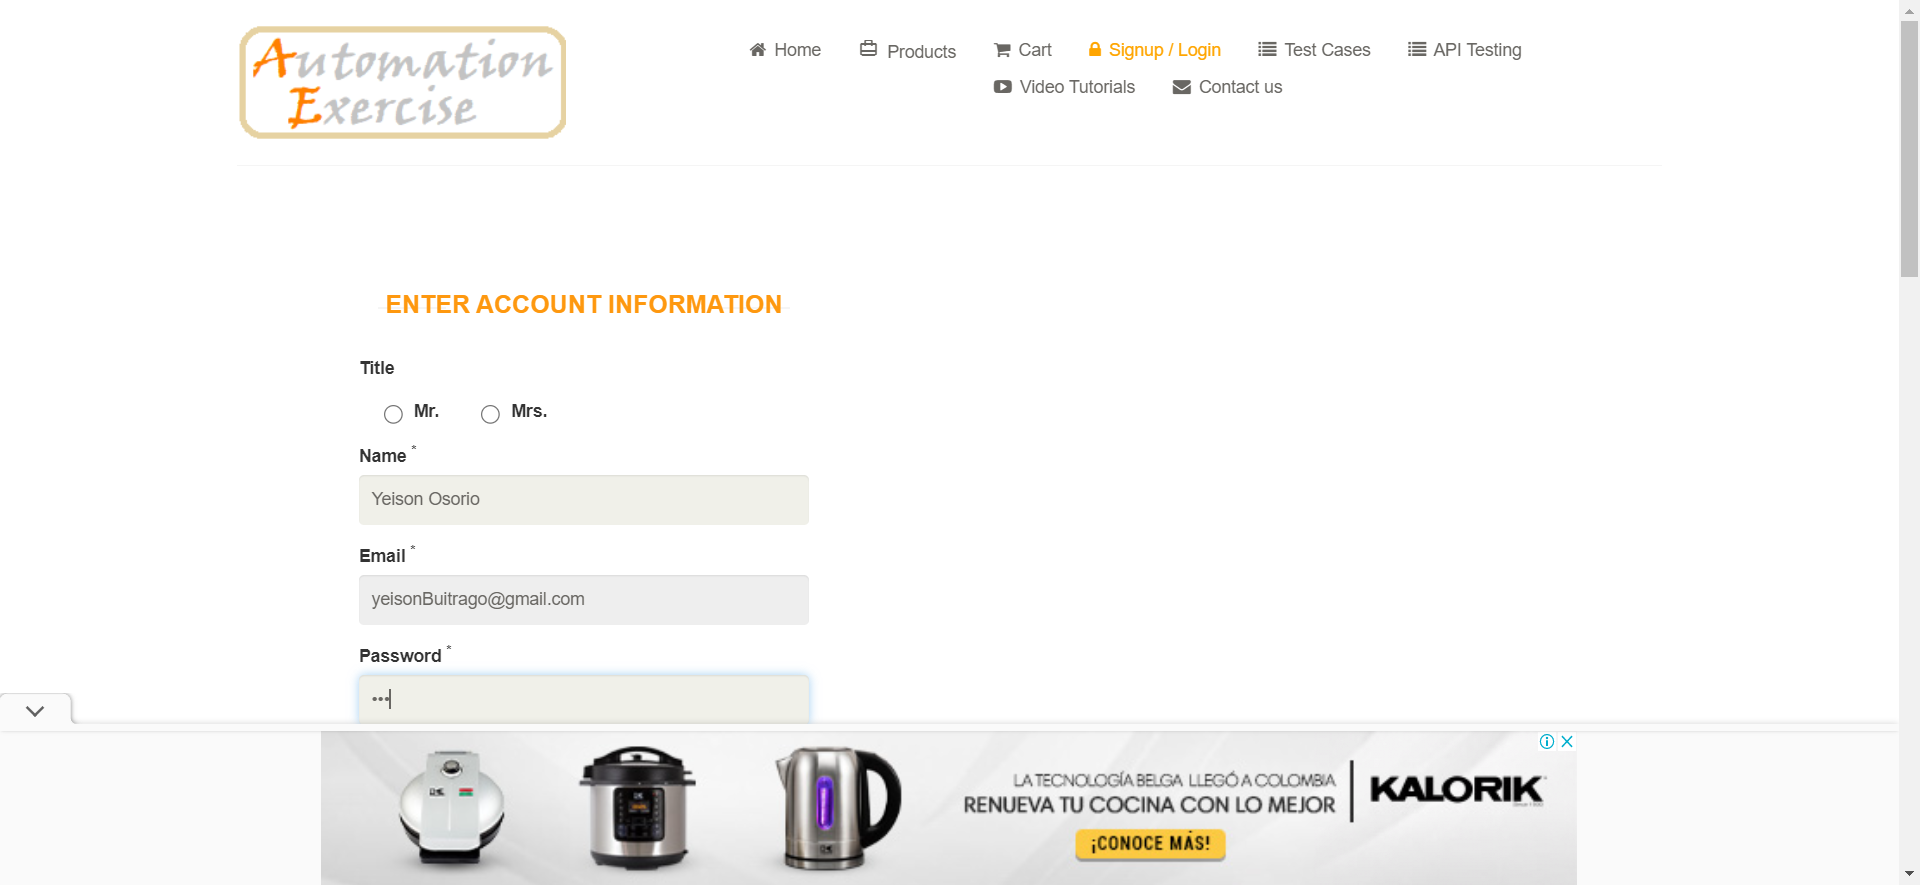 Automation
Exercise
Home
Products
Cart
Signup / Login
Test Cases
API Testing
Video Tutorials
Contact us
ENTER ACCOUNT INFORMATION
Title
Mr.
Mrs.
Name *
Yeison Osorio
Email *
yeisonBuitrago@gmail.com
Password *
•••
LA TECNOLOGÍA BELGA LLEGÓ A COLOMBIA
RENUEVA TU COCINA CON LO MEJOR
¡CONOCE MÁS!
KALORIK